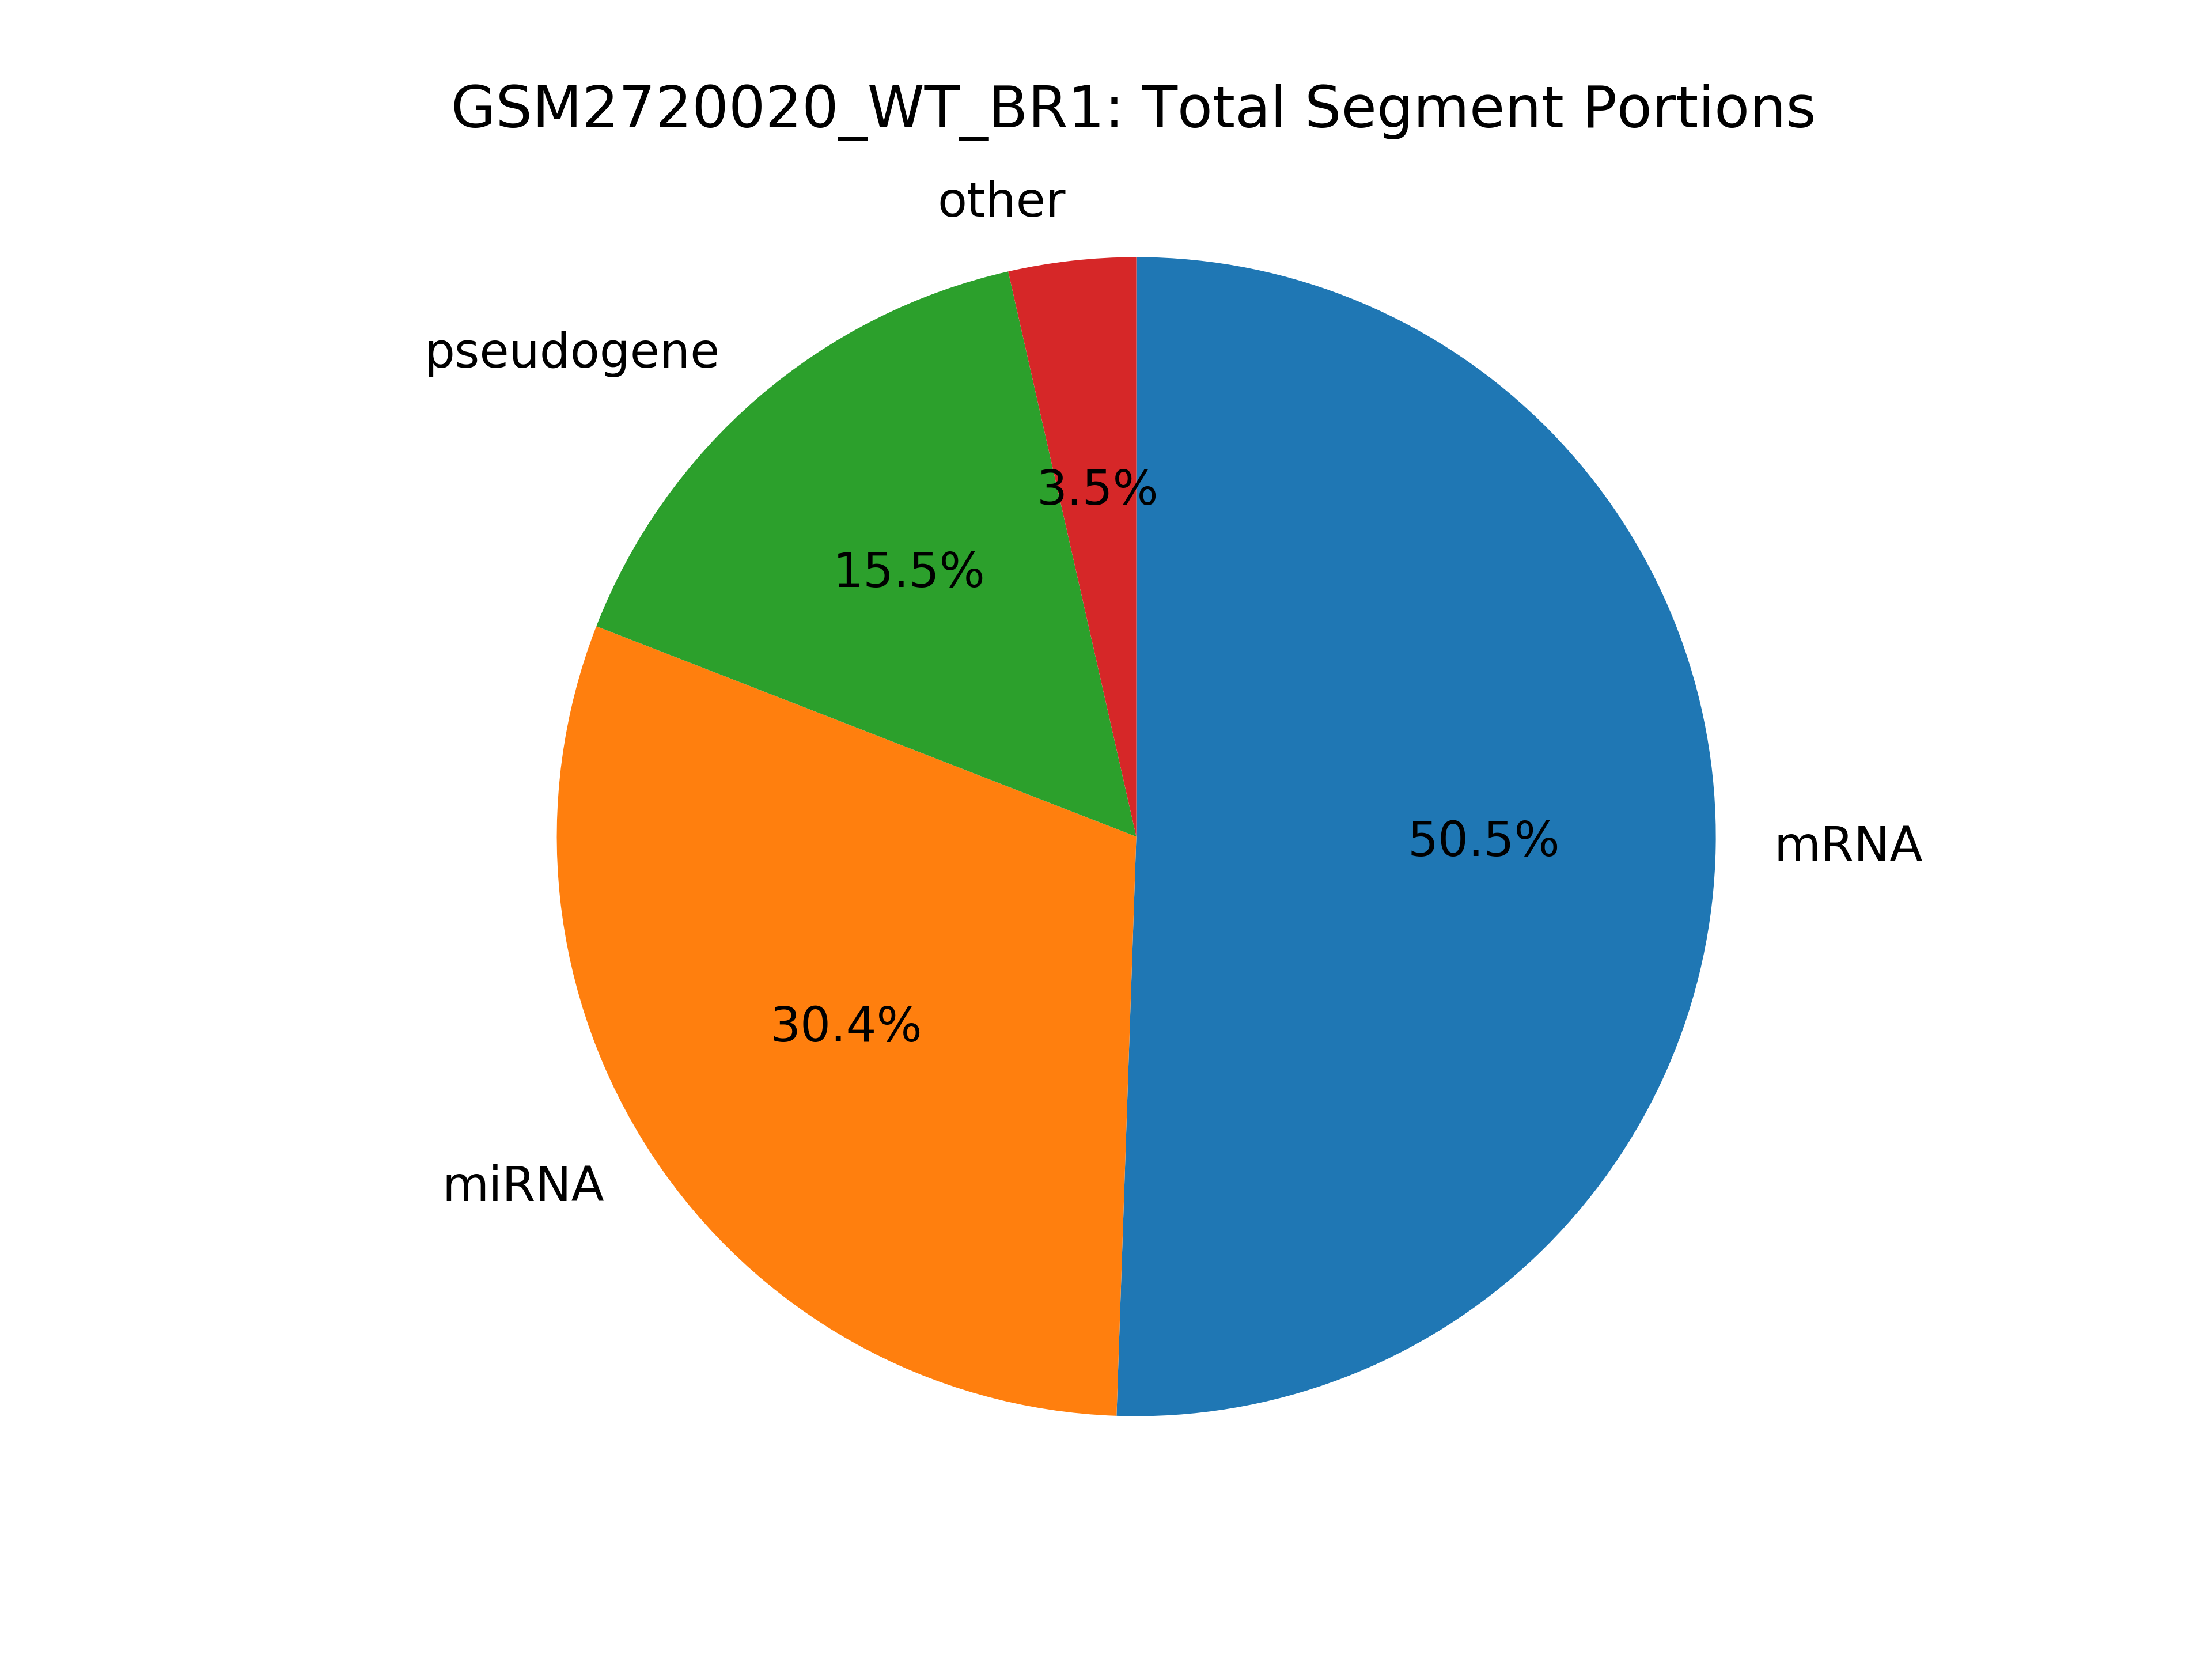 GSM2720020_WT_BR1: Total Segment Portions
other
pseudogene
3.5%
15.5%
50.5%
mRNA
30.4%
miRNA